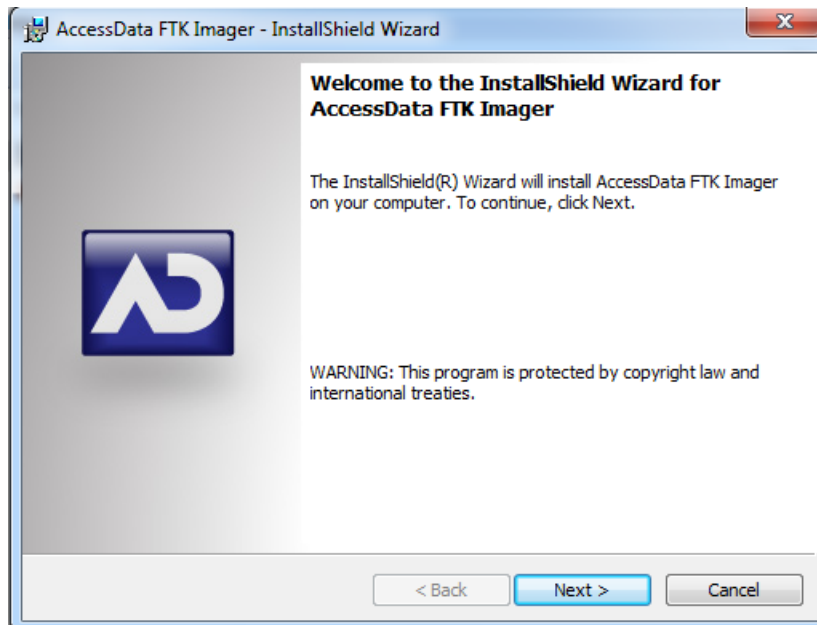 AccessData FTK Imager - InstallShield Wizard
Welcome to the InstallShield Wizard for
AccessData FTK Imager
The InstallShield(R) Wizard will install AccessData FTK Imager
on your computer. To continue, click Next.
AD
WARNING: This program is protected by copyright law and
international treaties.
< Back
Next >
Cancel